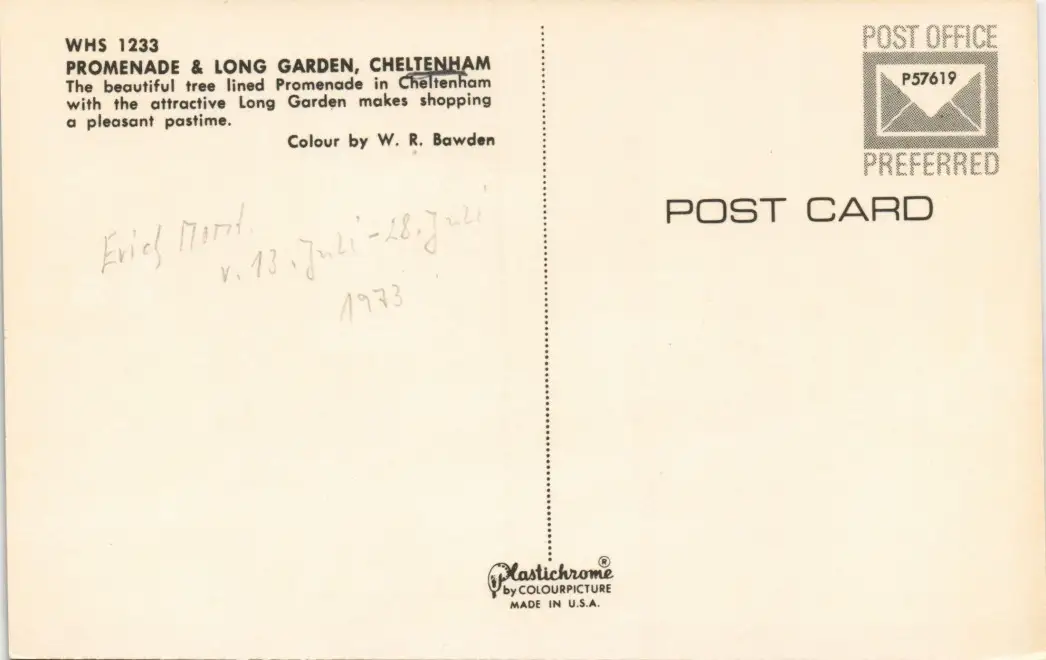 WHS 1233
PROMENADE & LONG GARDEN, CHELTENHAM
The beautiful tree lined Promenade in Cheltenham
with the attractive Long Garden makes shopping
a pleasant pastime.
Colour by W. R. Bawden
Erich
v. 13. Juli - 28. Juli
1973
POST OFFICE
P57619
PREFERRED
POST CARD
Plastichrome ®
by COLOURPICTURE
MADE IN U.S.A.